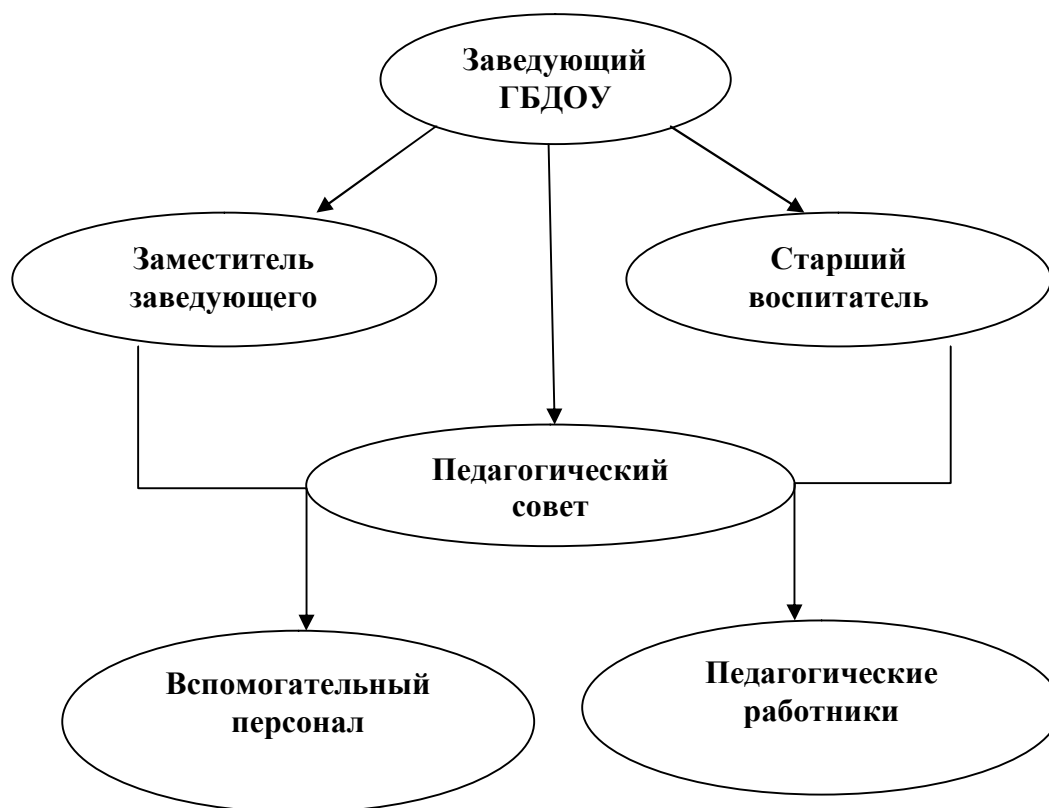 Заведующий
ГБДОУ
Заместитель
заведующего
Старший
воспитатель
Педагогический
совет
Вспомогательный
персонал
Педагогические
работники